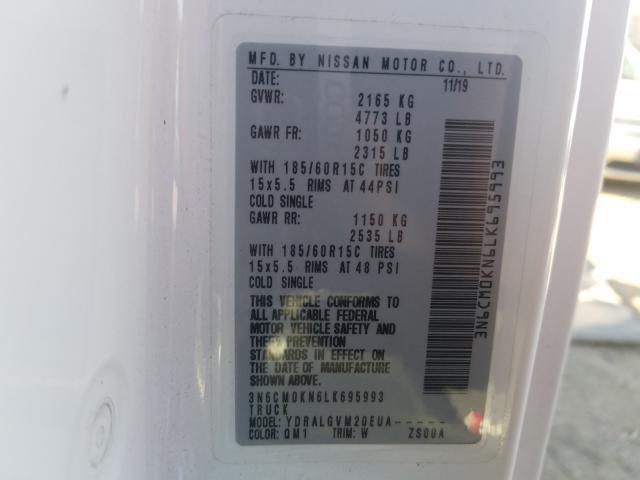 MFD. BY NISSAN MOTOR CO., LTD.
DATE: 11/19
GVWR: 2165 KG
4773 LB
GAWR FR: 1050 KG
2315 LB
WITH 185/60R15C TIRES
15x5.5 RIMS AT 44PSI
COLD SINGLE
GAWR RR: 1150 KG
2535 LB
WITH 185/60R15C TIRES
15x5.5 RIMS AT 48 PSI
COLD SINGLE
THIS VEHICLE CONFORMS TO
ALL APPLICABLE FEDERAL
MOTOR VEHICLE SAFETY AND
THEFT PREVENTION
STANDARDS IN EFFECT ON
THE DATE OF MANUFACTURE
SHOWN ABOVE.
3N6CM0KN6LK695993
TRUCK
MODEL: YDRALGVM20EUA-----
COLOR: QM1 TRIM: W ZS00A
3N6CM0KN6LK695993